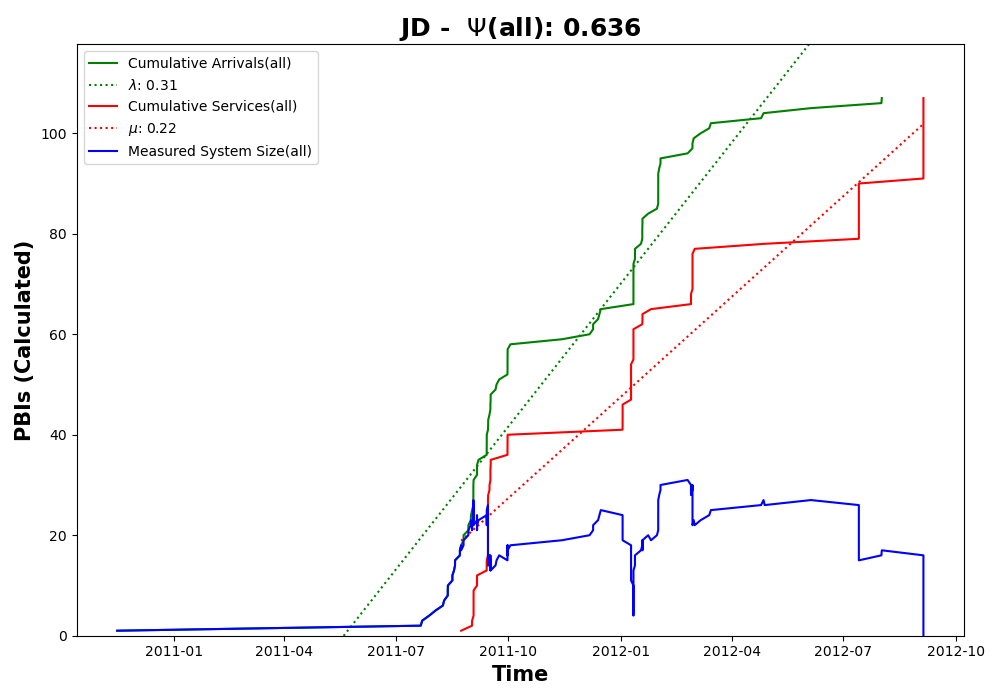 JD - Ψ(all): 0.636
Cumulative Arrivals(all)
λ: 0.31
Cumulative Services(all)
μ: 0.22
Measured System Size(all)
PBIs (Calculated)
100
80
60
40
20
0
2011-01 2011-04 2011-07 2011-10 2012-01 2012-04 2012-07 2012-10
Time